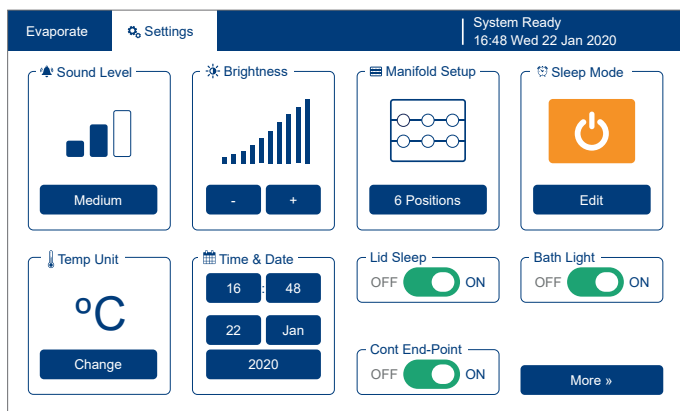 Evaporate
Settings
System Ready
16:48 Wed 22 Jan 2020
Sound Level
Medium
Brightness
-
+
Manifold Setup
6 Positions
Sleep Mode
Edit
Temp Unit
ºC
Change
Time & Date
16 : 48
22 Jan
2020
Lid Sleep
OFF ON
Bath Light
OFF ON
Cont End-Point
OFF ON
More »